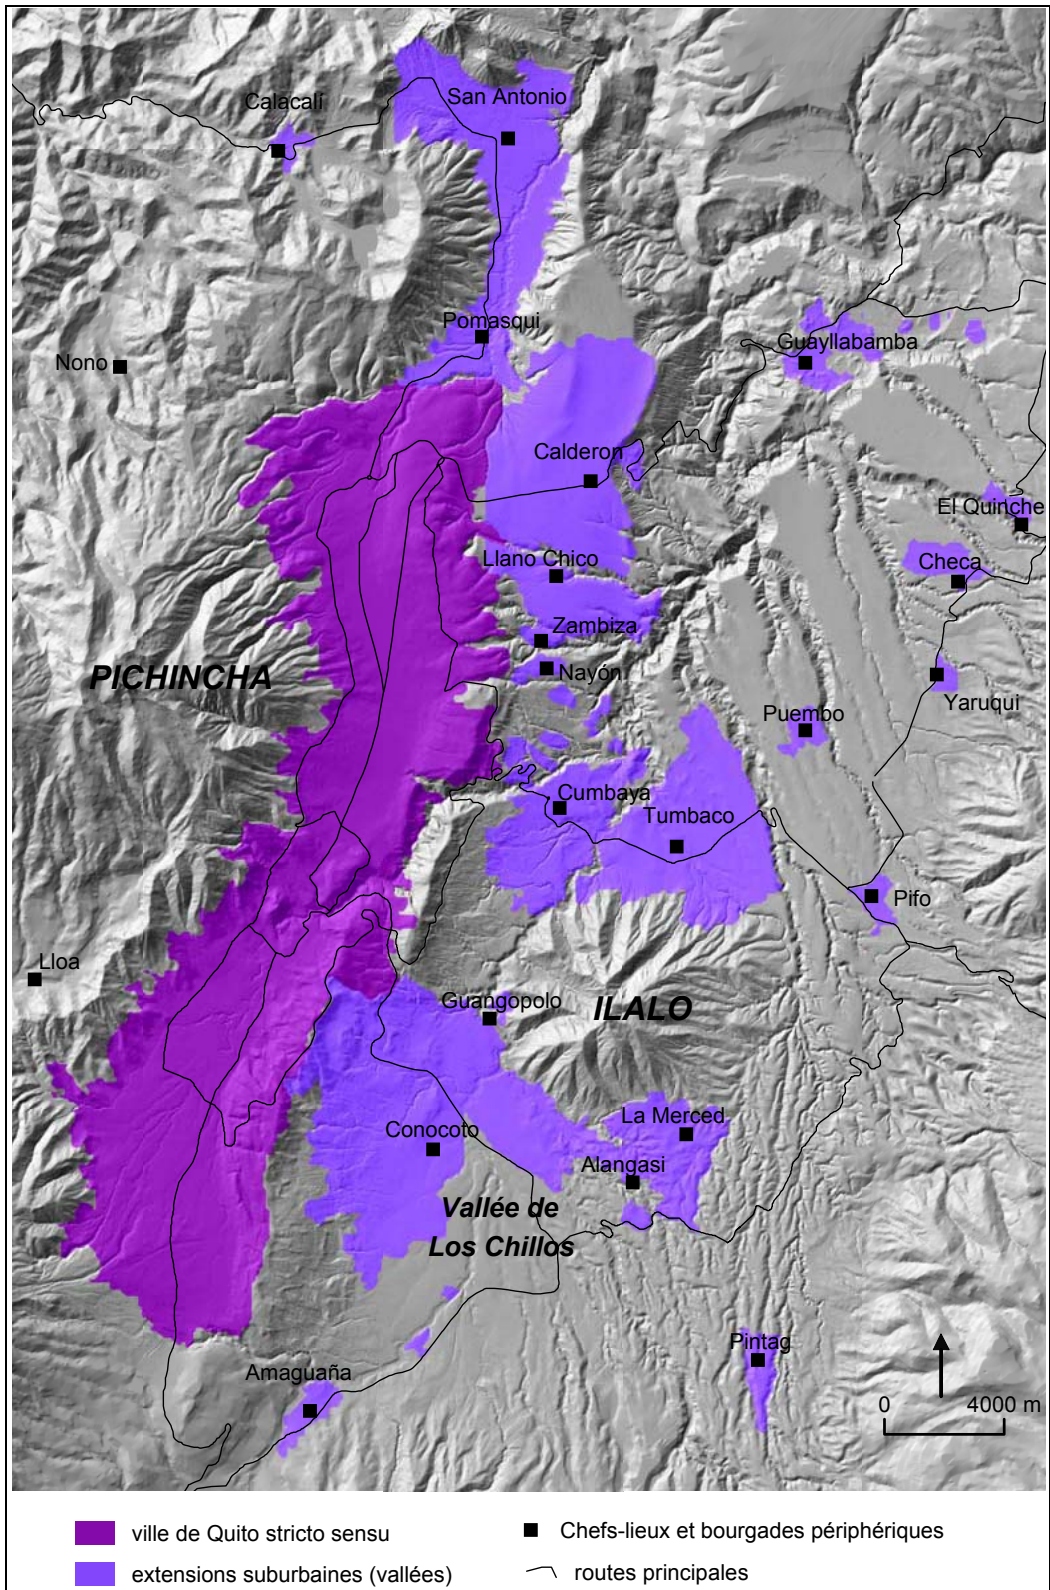 San Antonio
Calacalí
Pomasqui
Guayllabamba
Nono
Calderon
El Quinche
Checa
Llano Chico
Zambiza
PICHINCHA
Nayón
Yaruqui
Puembo
Cumbaya
Tumbaco
Pifo
Lloa
Guangopolo
ILALO
La Merced
Conocoto
Alangasi
Vallée de
Los Chillos
Pintag
Amaguaña
0 4000 m
ville de Quito stricto sensu
Chefs-lieux et bourgades périphériques
extensions suburbaines (vallées)
routes principales